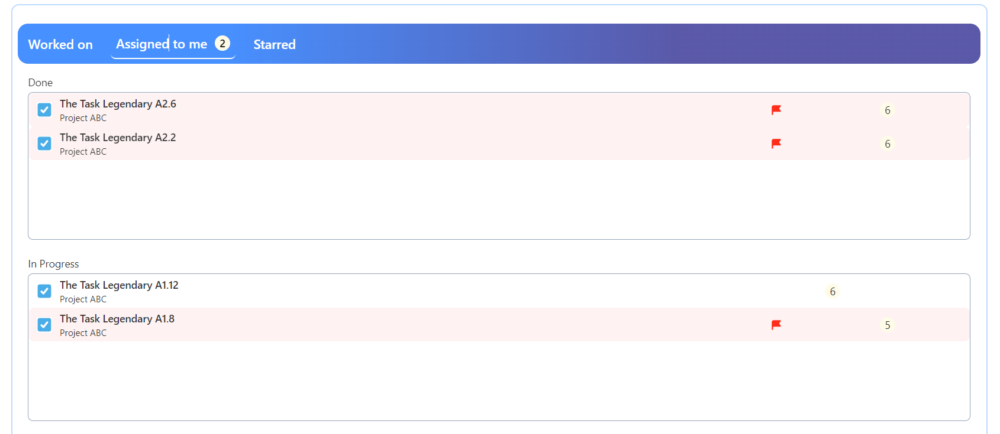 Worked on Assigned to me 2 Starred
Done
The Task Legendary A2.6
Project ABC
6
The Task Legendary A2.2
Project ABC
6
In Progress
The Task Legendary A1.12
Project ABC
6
The Task Legendary A1.8
Project ABC
5